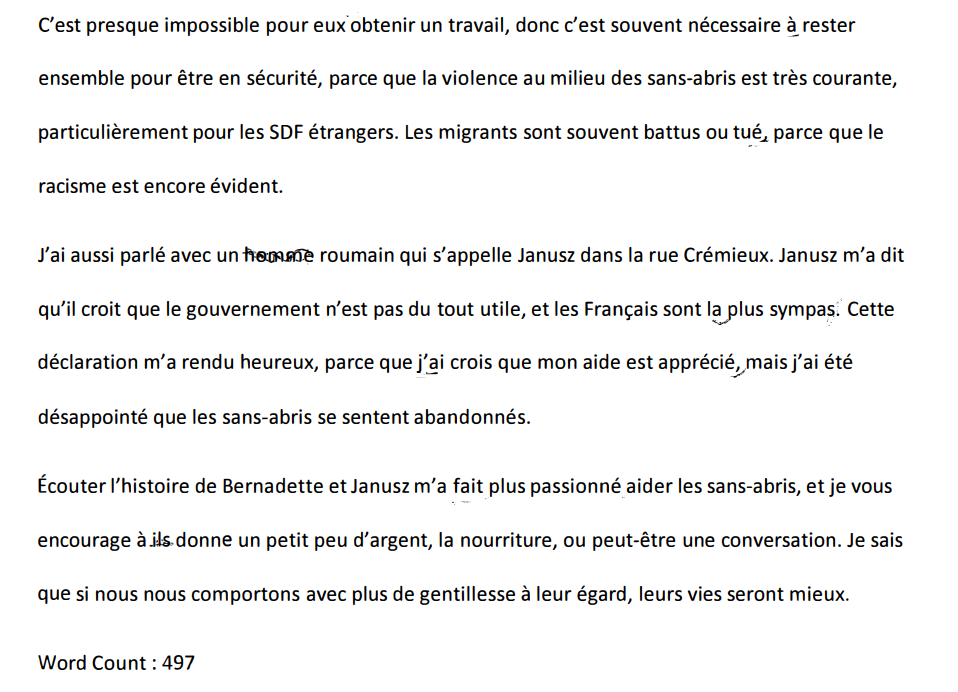 C’est presque impossible pour eux obtenir un travail, donc c’est souvent nécessaire à rester
ensemble pour être en sécurité, parce que la violence au milieu des sans-abris est très courante,
particulièrement pour les SDF étrangers. Les migrants sont souvent battus ou tué, parce que le
racisme est encore évident.
J’ai aussi parlé avec un homme roumain qui s’appelle Janusz dans la rue Crémieux. Janusz m’a dit
qu’il croit que le gouvernement n’est pas du tout utile, et les Français sont la plus sympas. Cette
déclaration m’a rendu heureux, parce que j’ai crois que mon aide est apprécié, mais j’ai été
désappointé que les sans-abris se sentent abandonnés.
Écouter l’histoire de Bernadette et Janusz m’a fait plus passionné aider les sans-abris, et je vous
encourage à ils donne un petit peu d’argent, la nourriture, ou peut-être une conversation. Je sais
que si nous nous comportons avec plus de gentillesse à leur égard, leurs vies seront mieux.
Word Count : 497